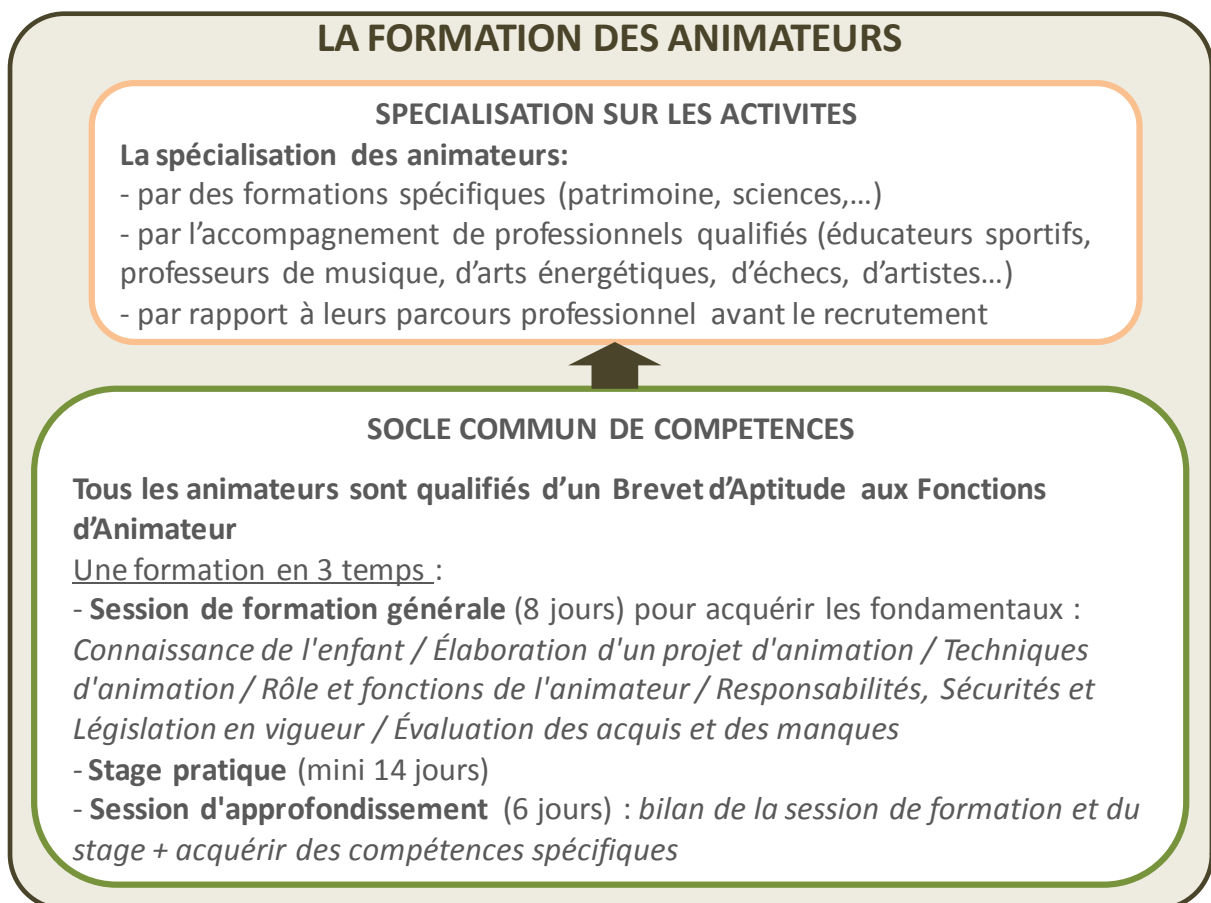 LA FORMATION DES ANIMATEURS
SPECIALISATION SUR LES ACTIVITES
La spécialisation des animateurs:
- par des formations spécifiques (patrimoine, sciences,…)
- par l’accompagnement de professionnels qualifiés (éducateurs sportifs,
professeurs de musique, d’arts énergétiques, d’échecs, d’artistes…)
- par rapport à leurs parcours professionnel avant le recrutement
SOCLE COMMUN DE COMPETENCES
Tous les animateurs sont qualifiés d’un Brevet d’Aptitude aux Fonctions
d’Animateur
Une formation en 3 temps :
- Session de formation générale (8 jours) pour acquérir les fondamentaux :
Connaissance de l'enfant / Élaboration d'un projet d'animation / Techniques
d'animation / Rôle et fonctions de l'animateur / Responsabilités, Sécurités et
Législation en vigueur / Évaluation des acquis et des manques
- Stage pratique (mini 14 jours)
- Session d'approfondissement (6 jours) : bilan de la session de formation et du
stage + acquérir des compétences spécifiques